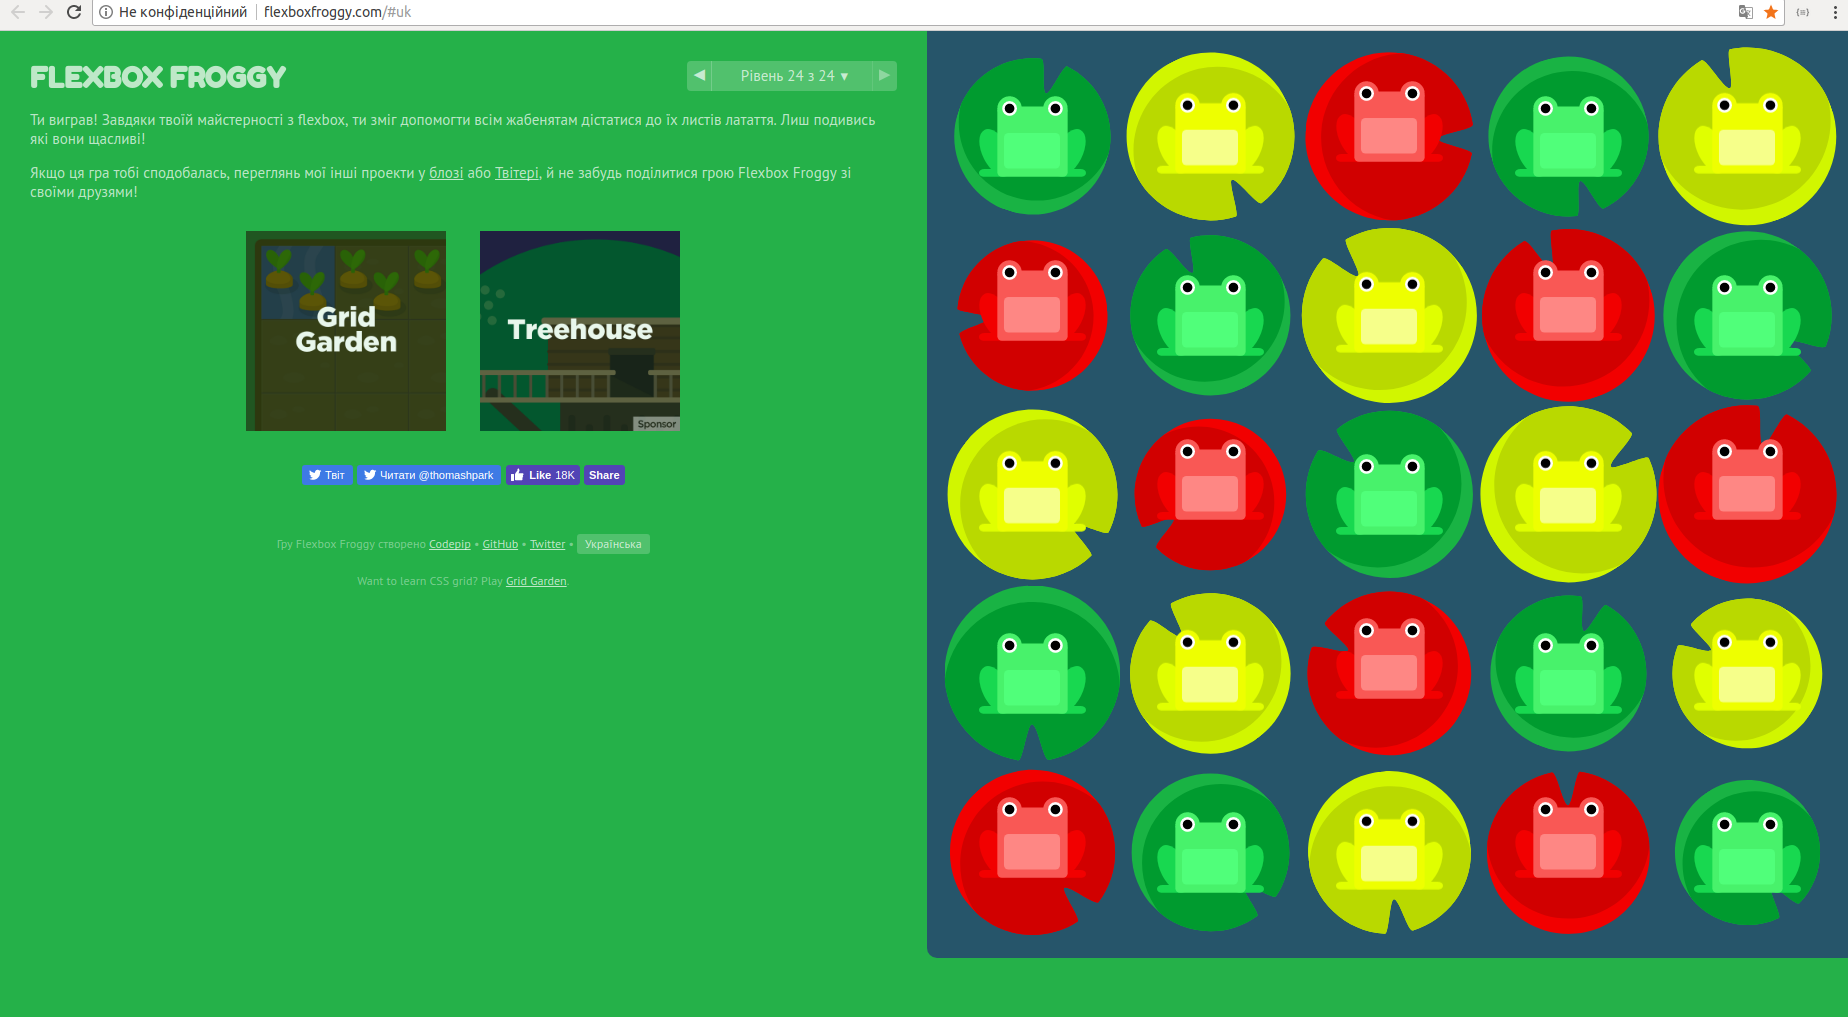 Не конфіденційний
flexboxfroggy.com/#uk
FLEXBOX FROGGY
◀ Рівень 24 з 24 ▼ ▶
Ти виграв! Завдяки твоїй майстерності з flexbox, ти зміг допомогти всім жабенятам дістатися до їх листів латаття. Лиш подивись
які вони щасливі!
Якщо ця гра тобі сподобалась, переглянь мої інші проекти у блозі або Твітері, й не забудь поділитися грою Flexbox Froggy зі
своїми друзями!
Grid
Garden
Treehouse
Sponsor
Твіт
Читати @thomashpark
Like 18K
Share
Гру Flexbox Froggy створено Codepip • GitHub • Twitter • Українська
Want to learn CSS grid? Play Grid Garden.